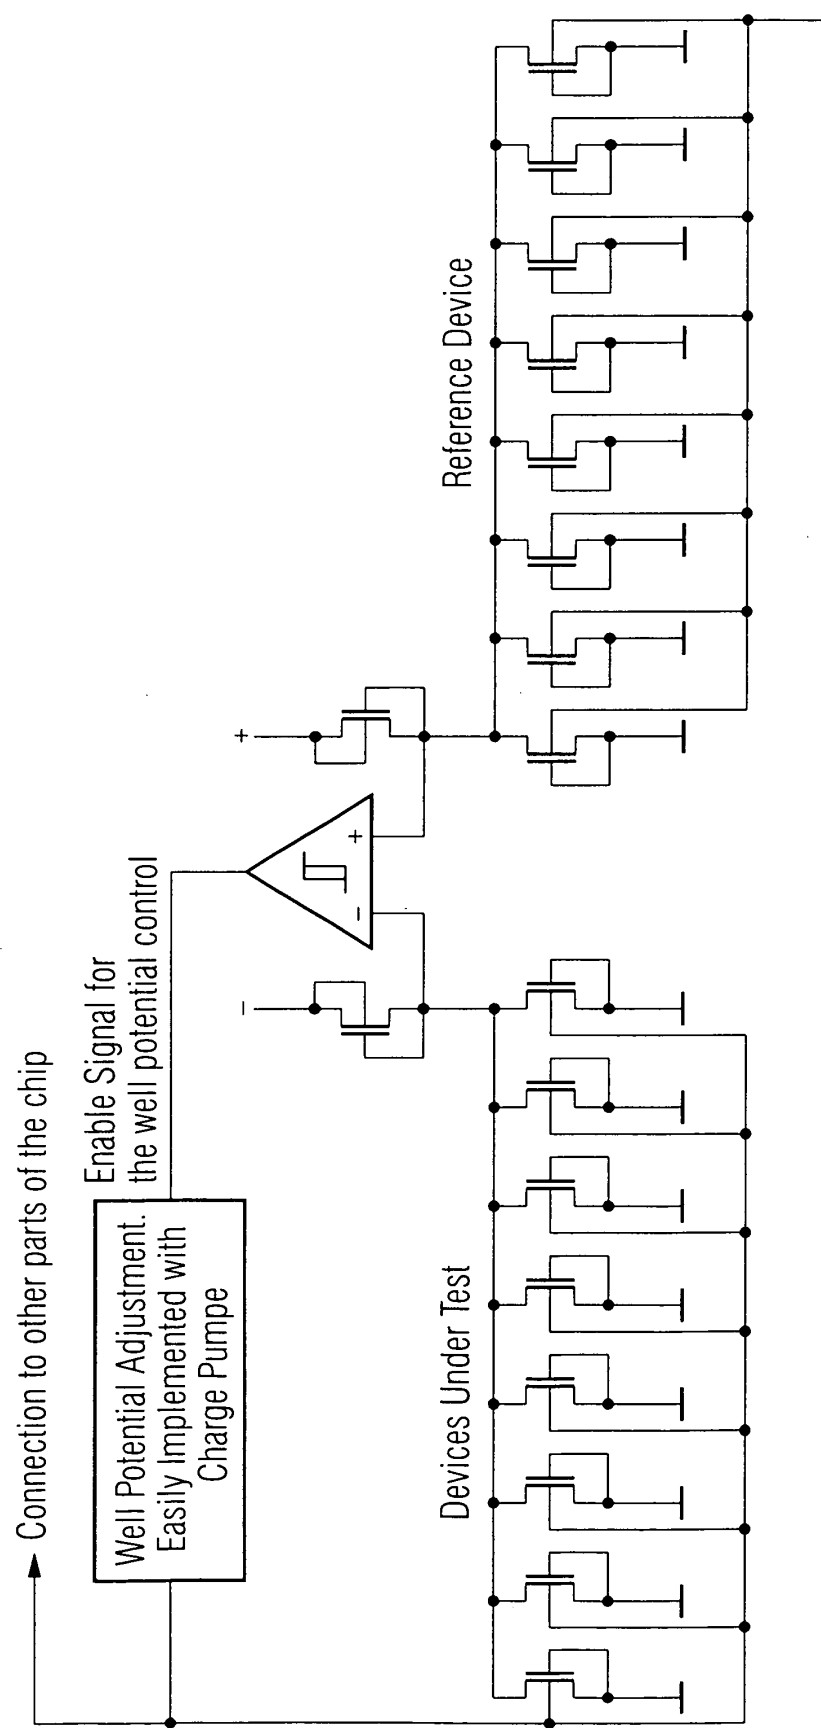 Connection to other parts of the chip
Enable Signal for
the well potential control
Well Potential Adjustment.
Easily Implemented with
Charge Pumpe
−
+
−
+
Devices Under Test
Reference Device